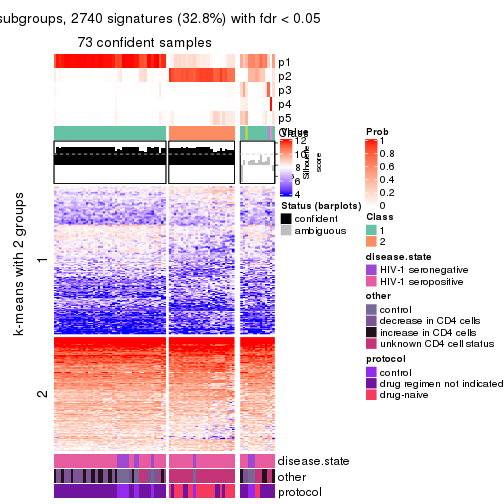 subgroups, 2740 signatures (32.8%) with fdr < 0.05
73 confident samples
p1
p2
p3
p4
p5
Class
Value
12
10
8
6
4
Silhouette
score
Status (barplots)
confident
ambiguous
Prob
1
0.8
0.6
0.4
0.2
0
Class
1
2
disease.state
HIV-1 seronegative
HIV-1 seropositive
other
control
decrease in CD4 cells
increase in CD4 cells
unknown CD4 cell status
protocol
control
drug regimen not indicated
drug-naive
k-means with 2 groups
1
2
disease.state
other
protocol